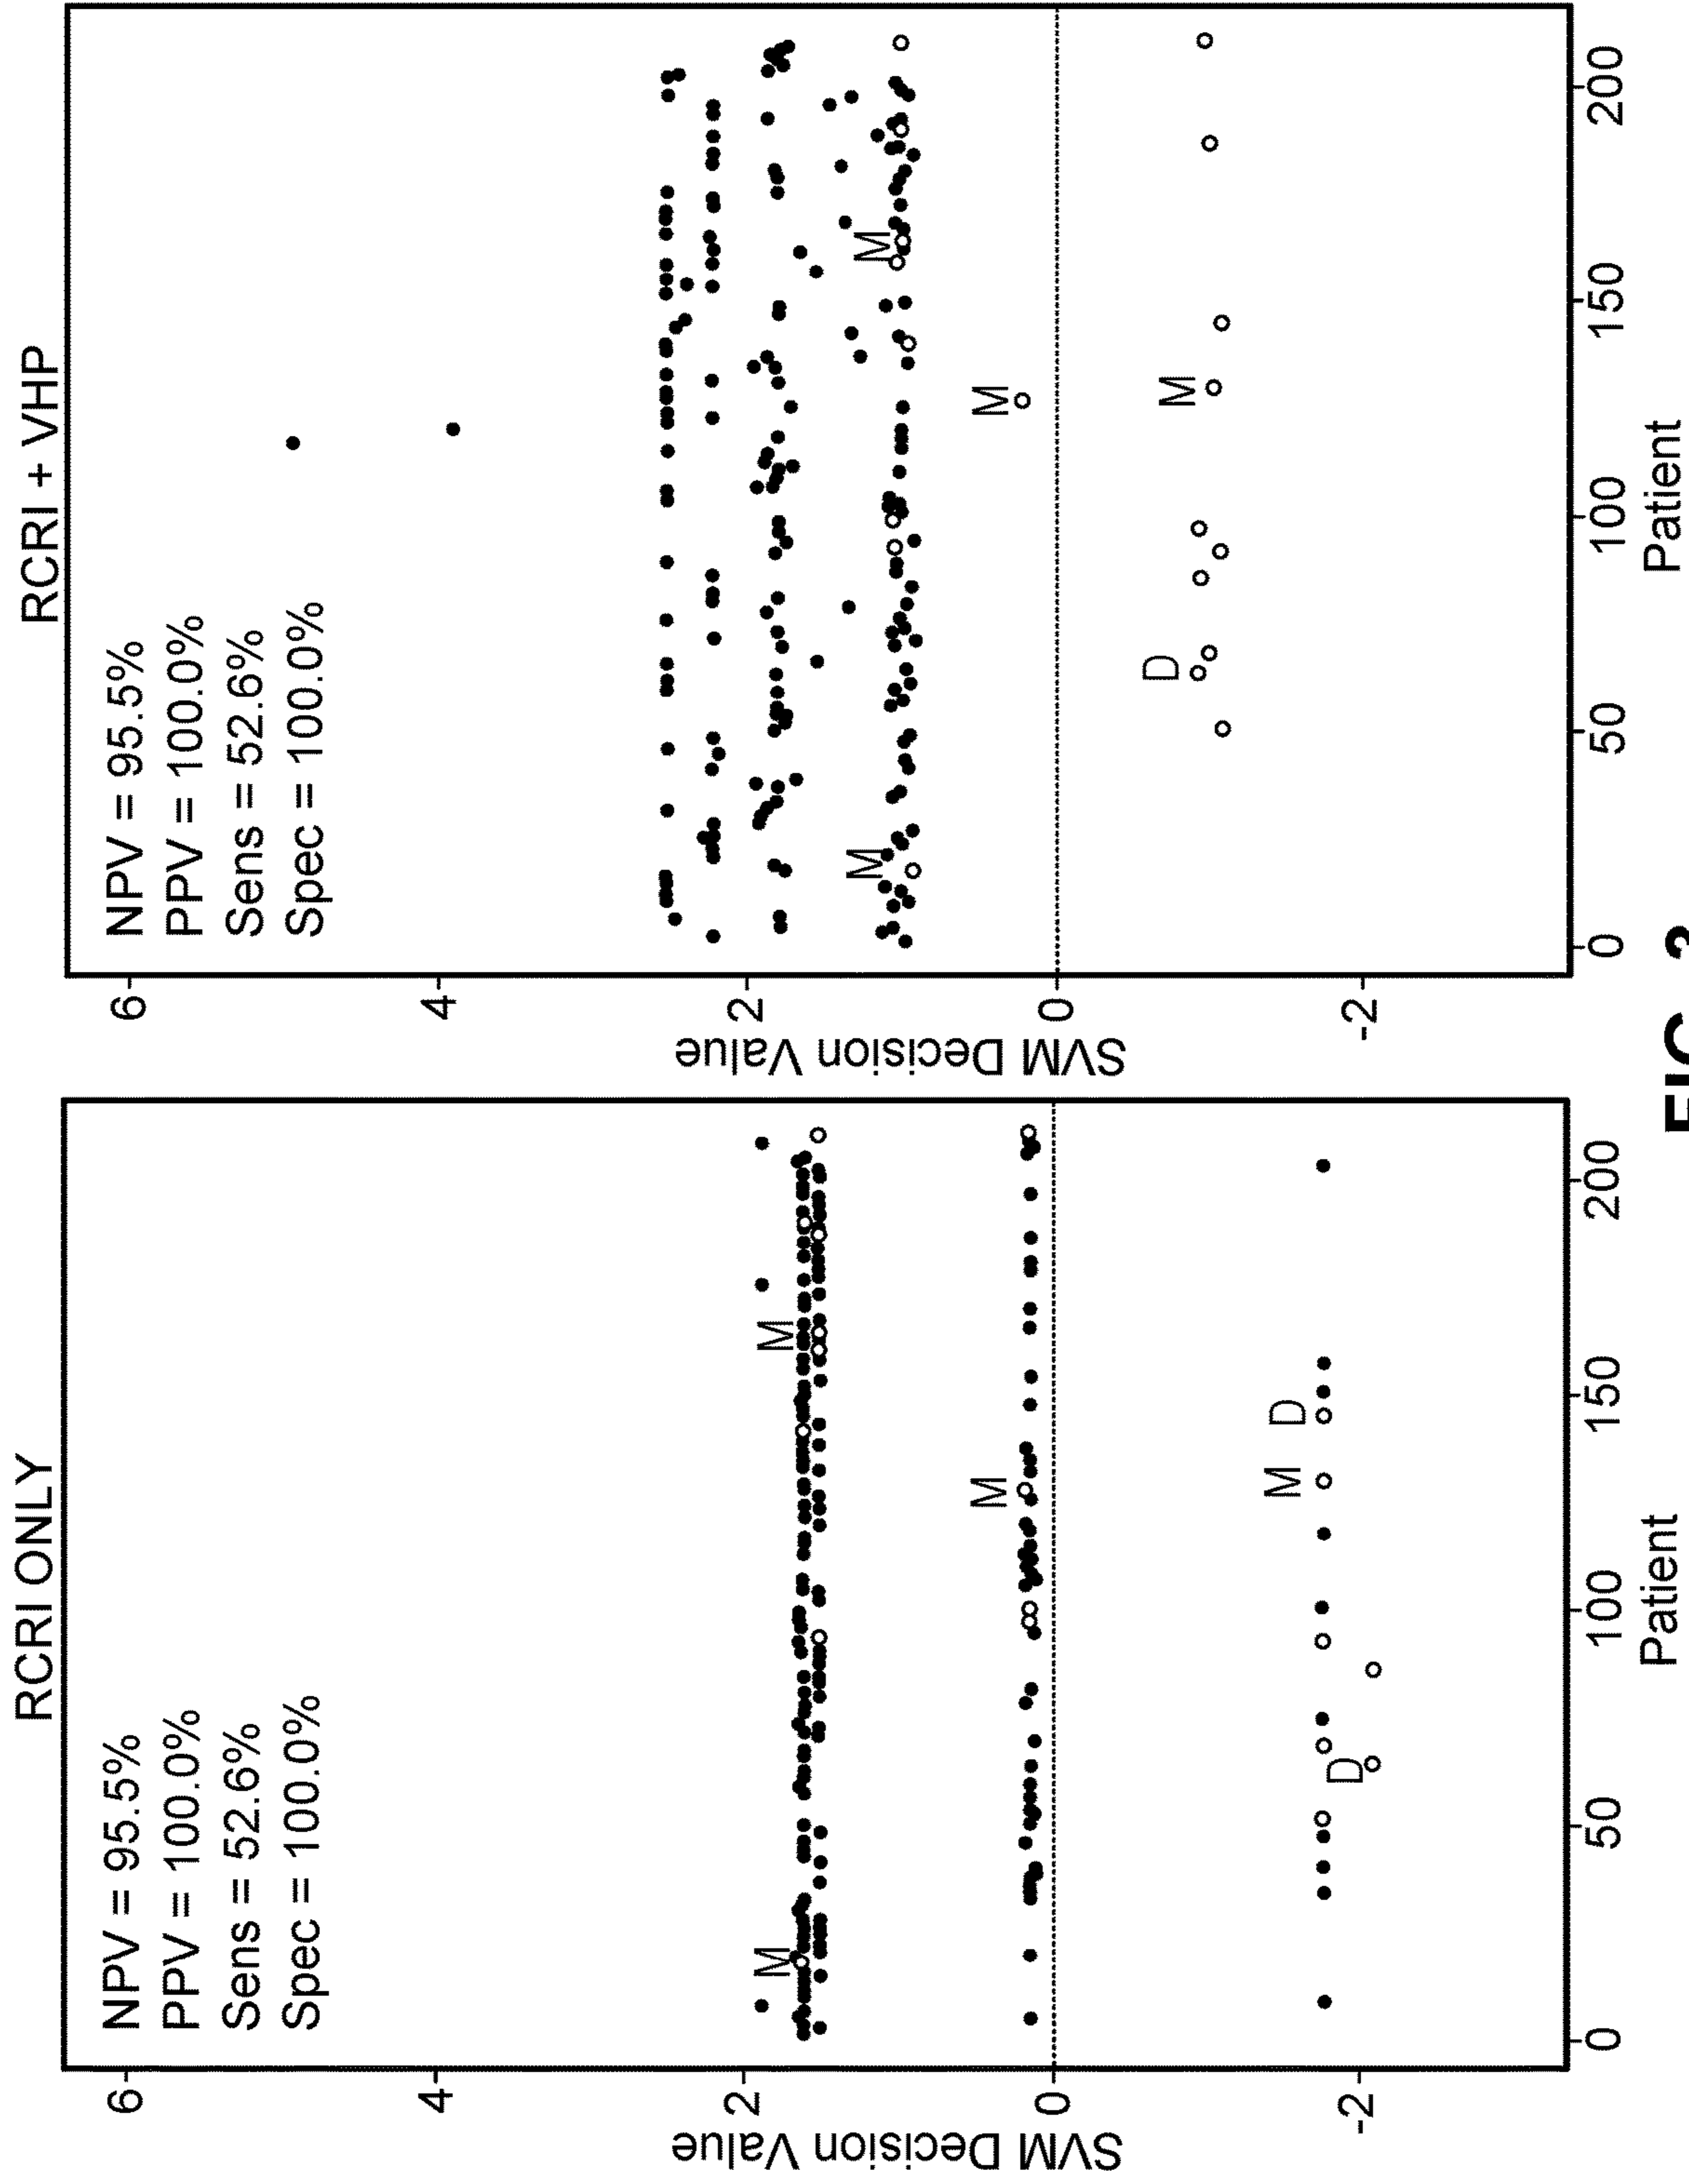 RCRI ONLY
NPV = 95.5%
PPV = 100.0%
Sens = 52.6%
Spec = 100.0%
SVM Decision Value
6
4
2
0
-2
M
M
M
M
D
D
0
50
100
150
200
Patient
RCRI + VHP
NPV = 95.5%
PPV = 100.0%
Sens = 52.6%
Spec = 100.0%
SVM Decision Value
6
4
2
0
-2
M
M
M
M
D
0
50
100
150
200
Patient